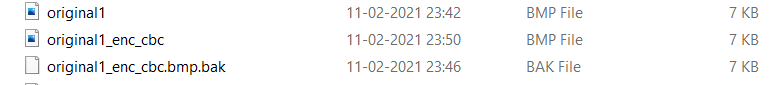 original1 11-02-2021 23:42 BMP File 7 KB
original1_enc_cbc 11-02-2021 23:50 BMP File 7 KB
original1_enc_cbc.bmp.bak 11-02-2021 23:46 BAK File 7 KB